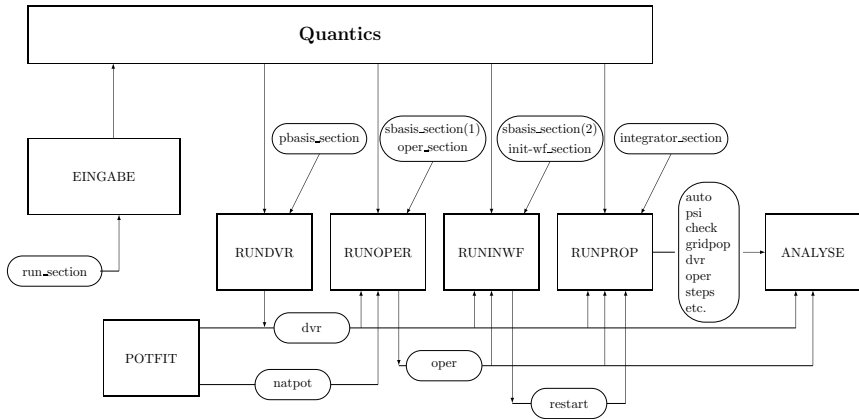 Quantics
pbasis_section
sbasis_section(1)
oper_section
sbasis_section(2)
init-wf_section
integrator_section
EINGABE
run_section
RUNDVR
RUNOPER
RUNINWF
RUNPROP
auto
psi
check
gridpop
dvr
oper
steps
etc.
ANALYSE
POTFIT
dvr
oper
natpot
restart